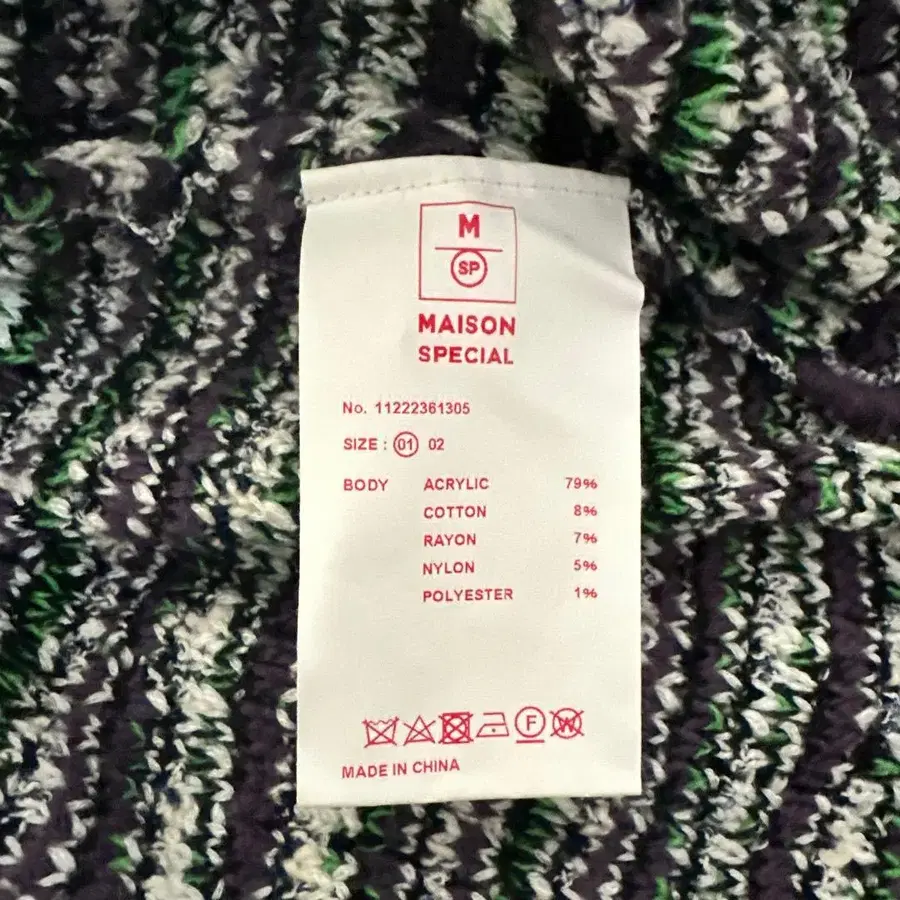 M
SP
MAISON
SPECIAL
No. 11222361305
SIZE : 01 02
BODY ACRYLIC 79%
COTTON 8%
RAYON 7%
NYLON 5%
POLYESTER 1%
F W
MADE IN CHINA